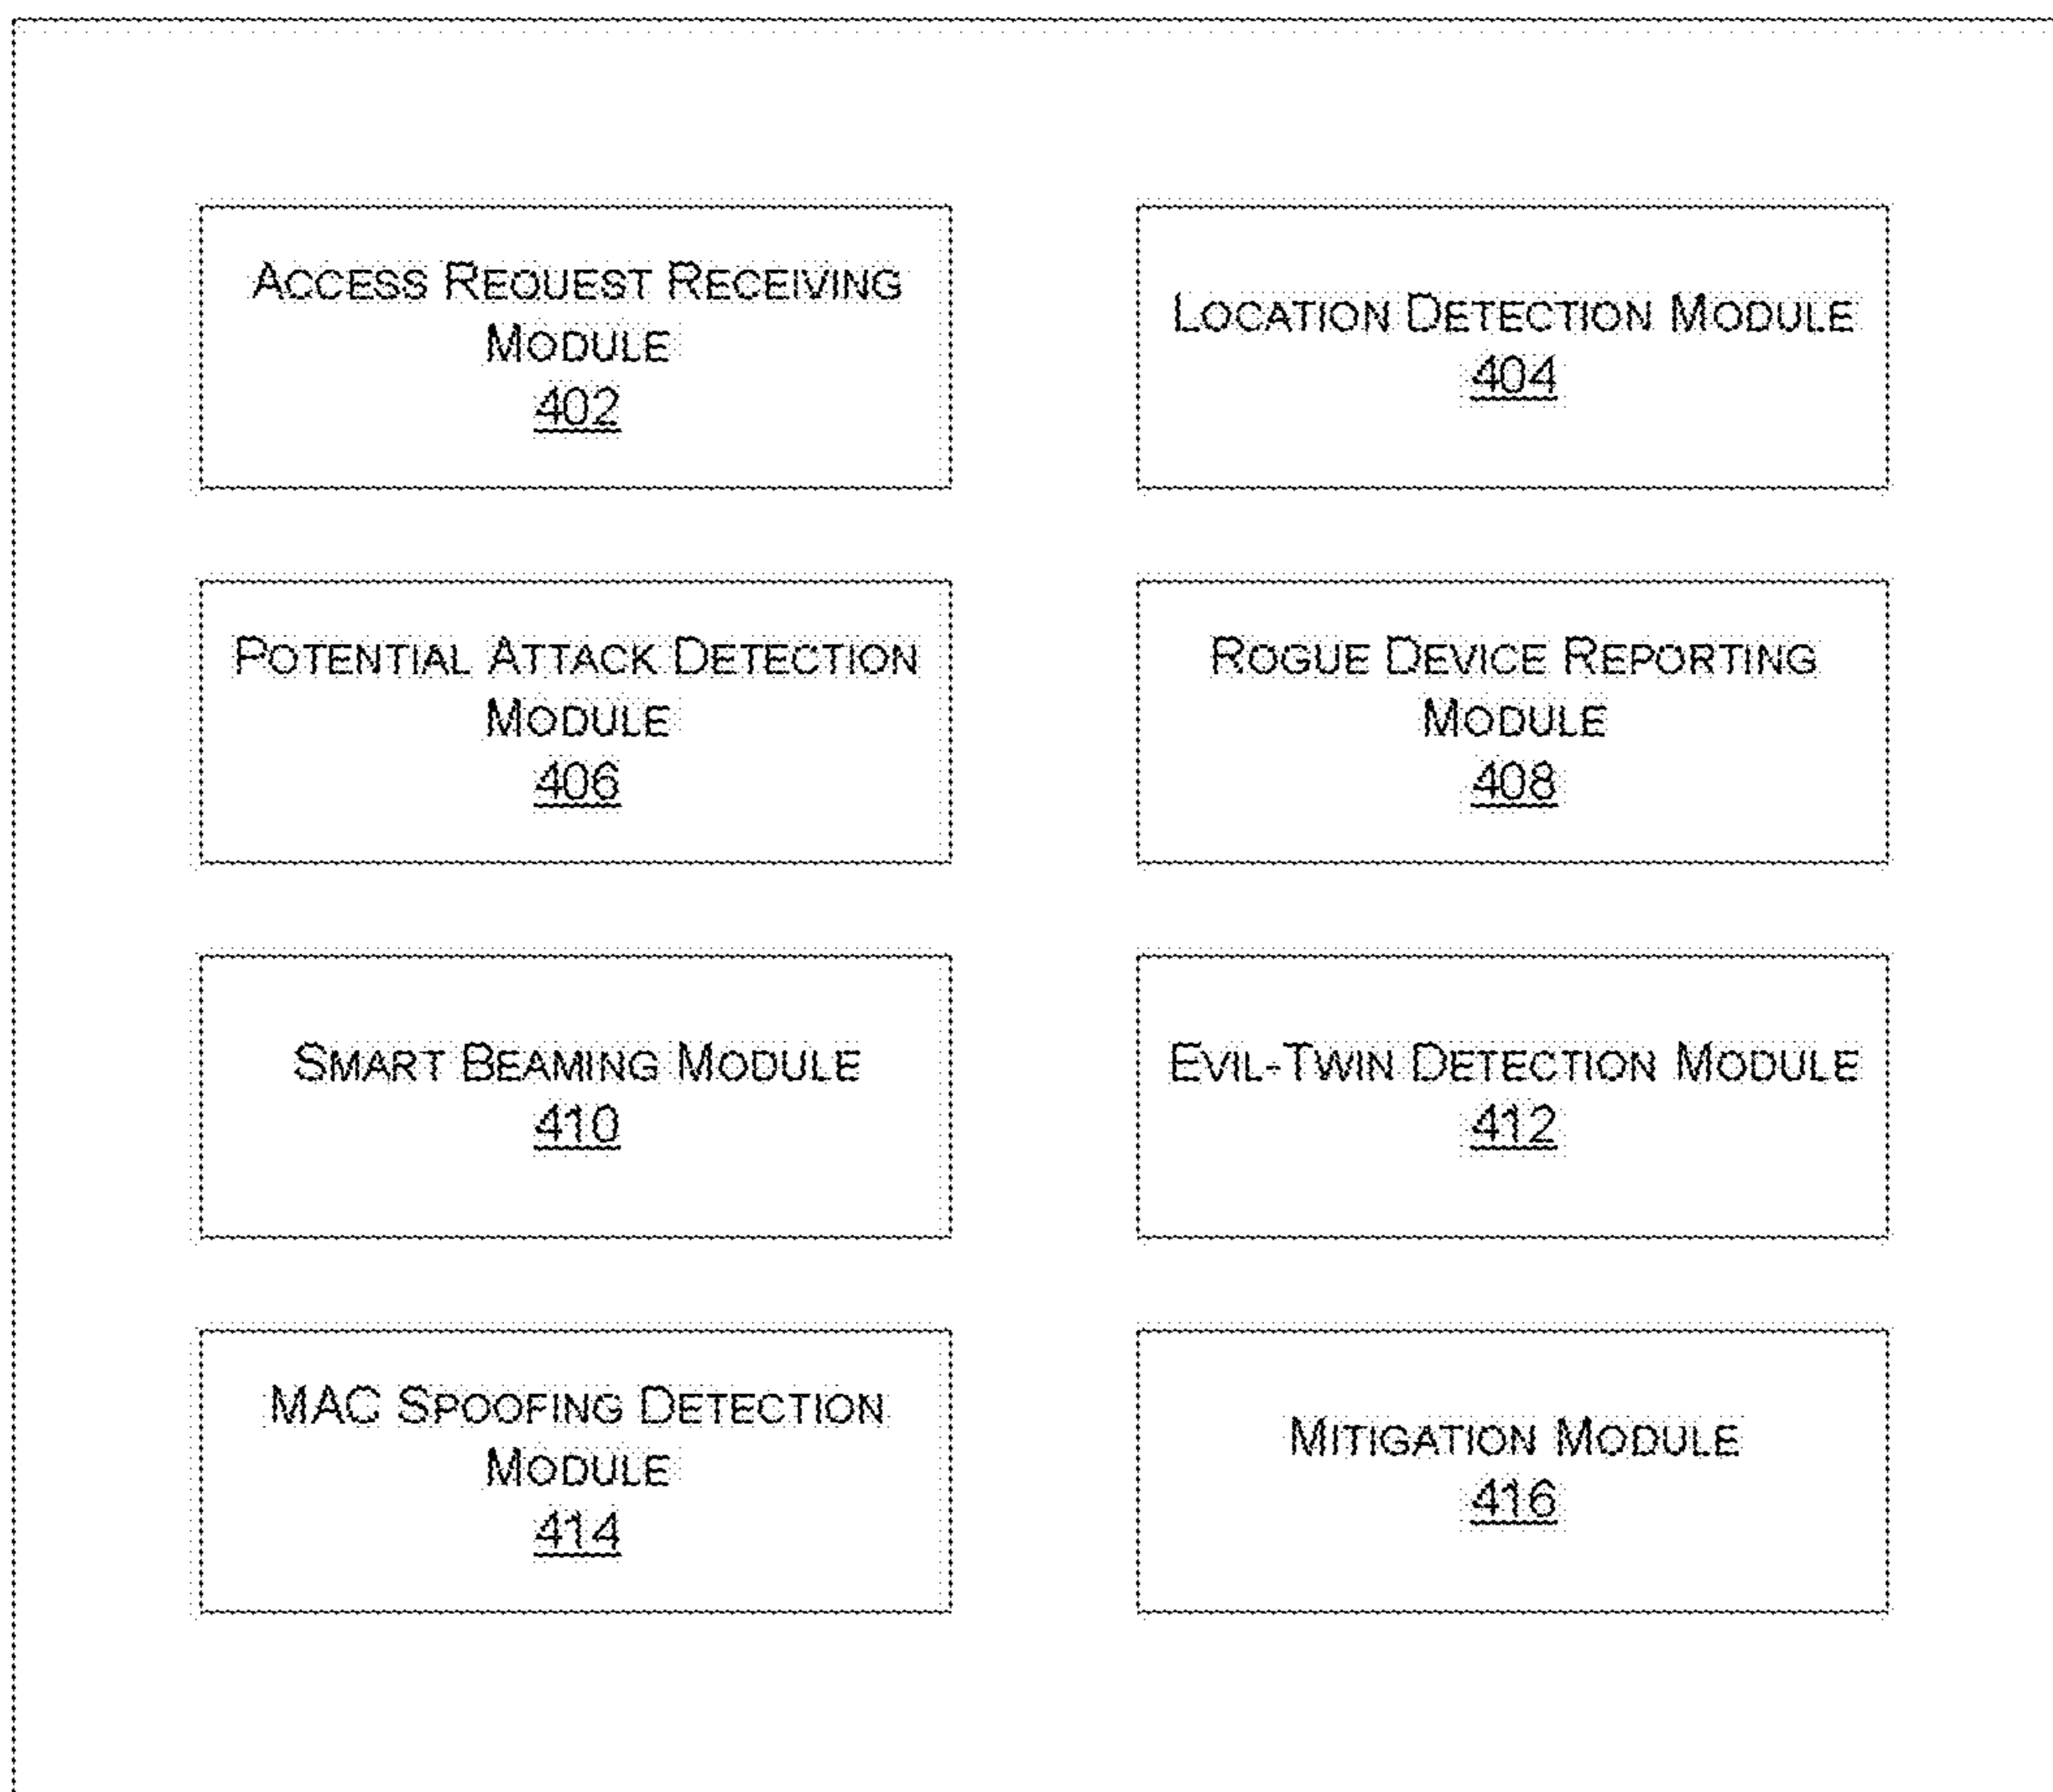 ACCESS REQUEST RECEIVING
MODULE
402
LOCATION DETECTION MODULE
404
POTENTIAL ATTACK DETECTION
MODULE
406
ROGUE DEVICE REPORTING
MODULE
408
SMART BEAMING MODULE
410
EVIL-TWIN DETECTION MODULE
412
MAC SPOOFING DETECTION
MODULE
414
MITIGATION MODULE
416